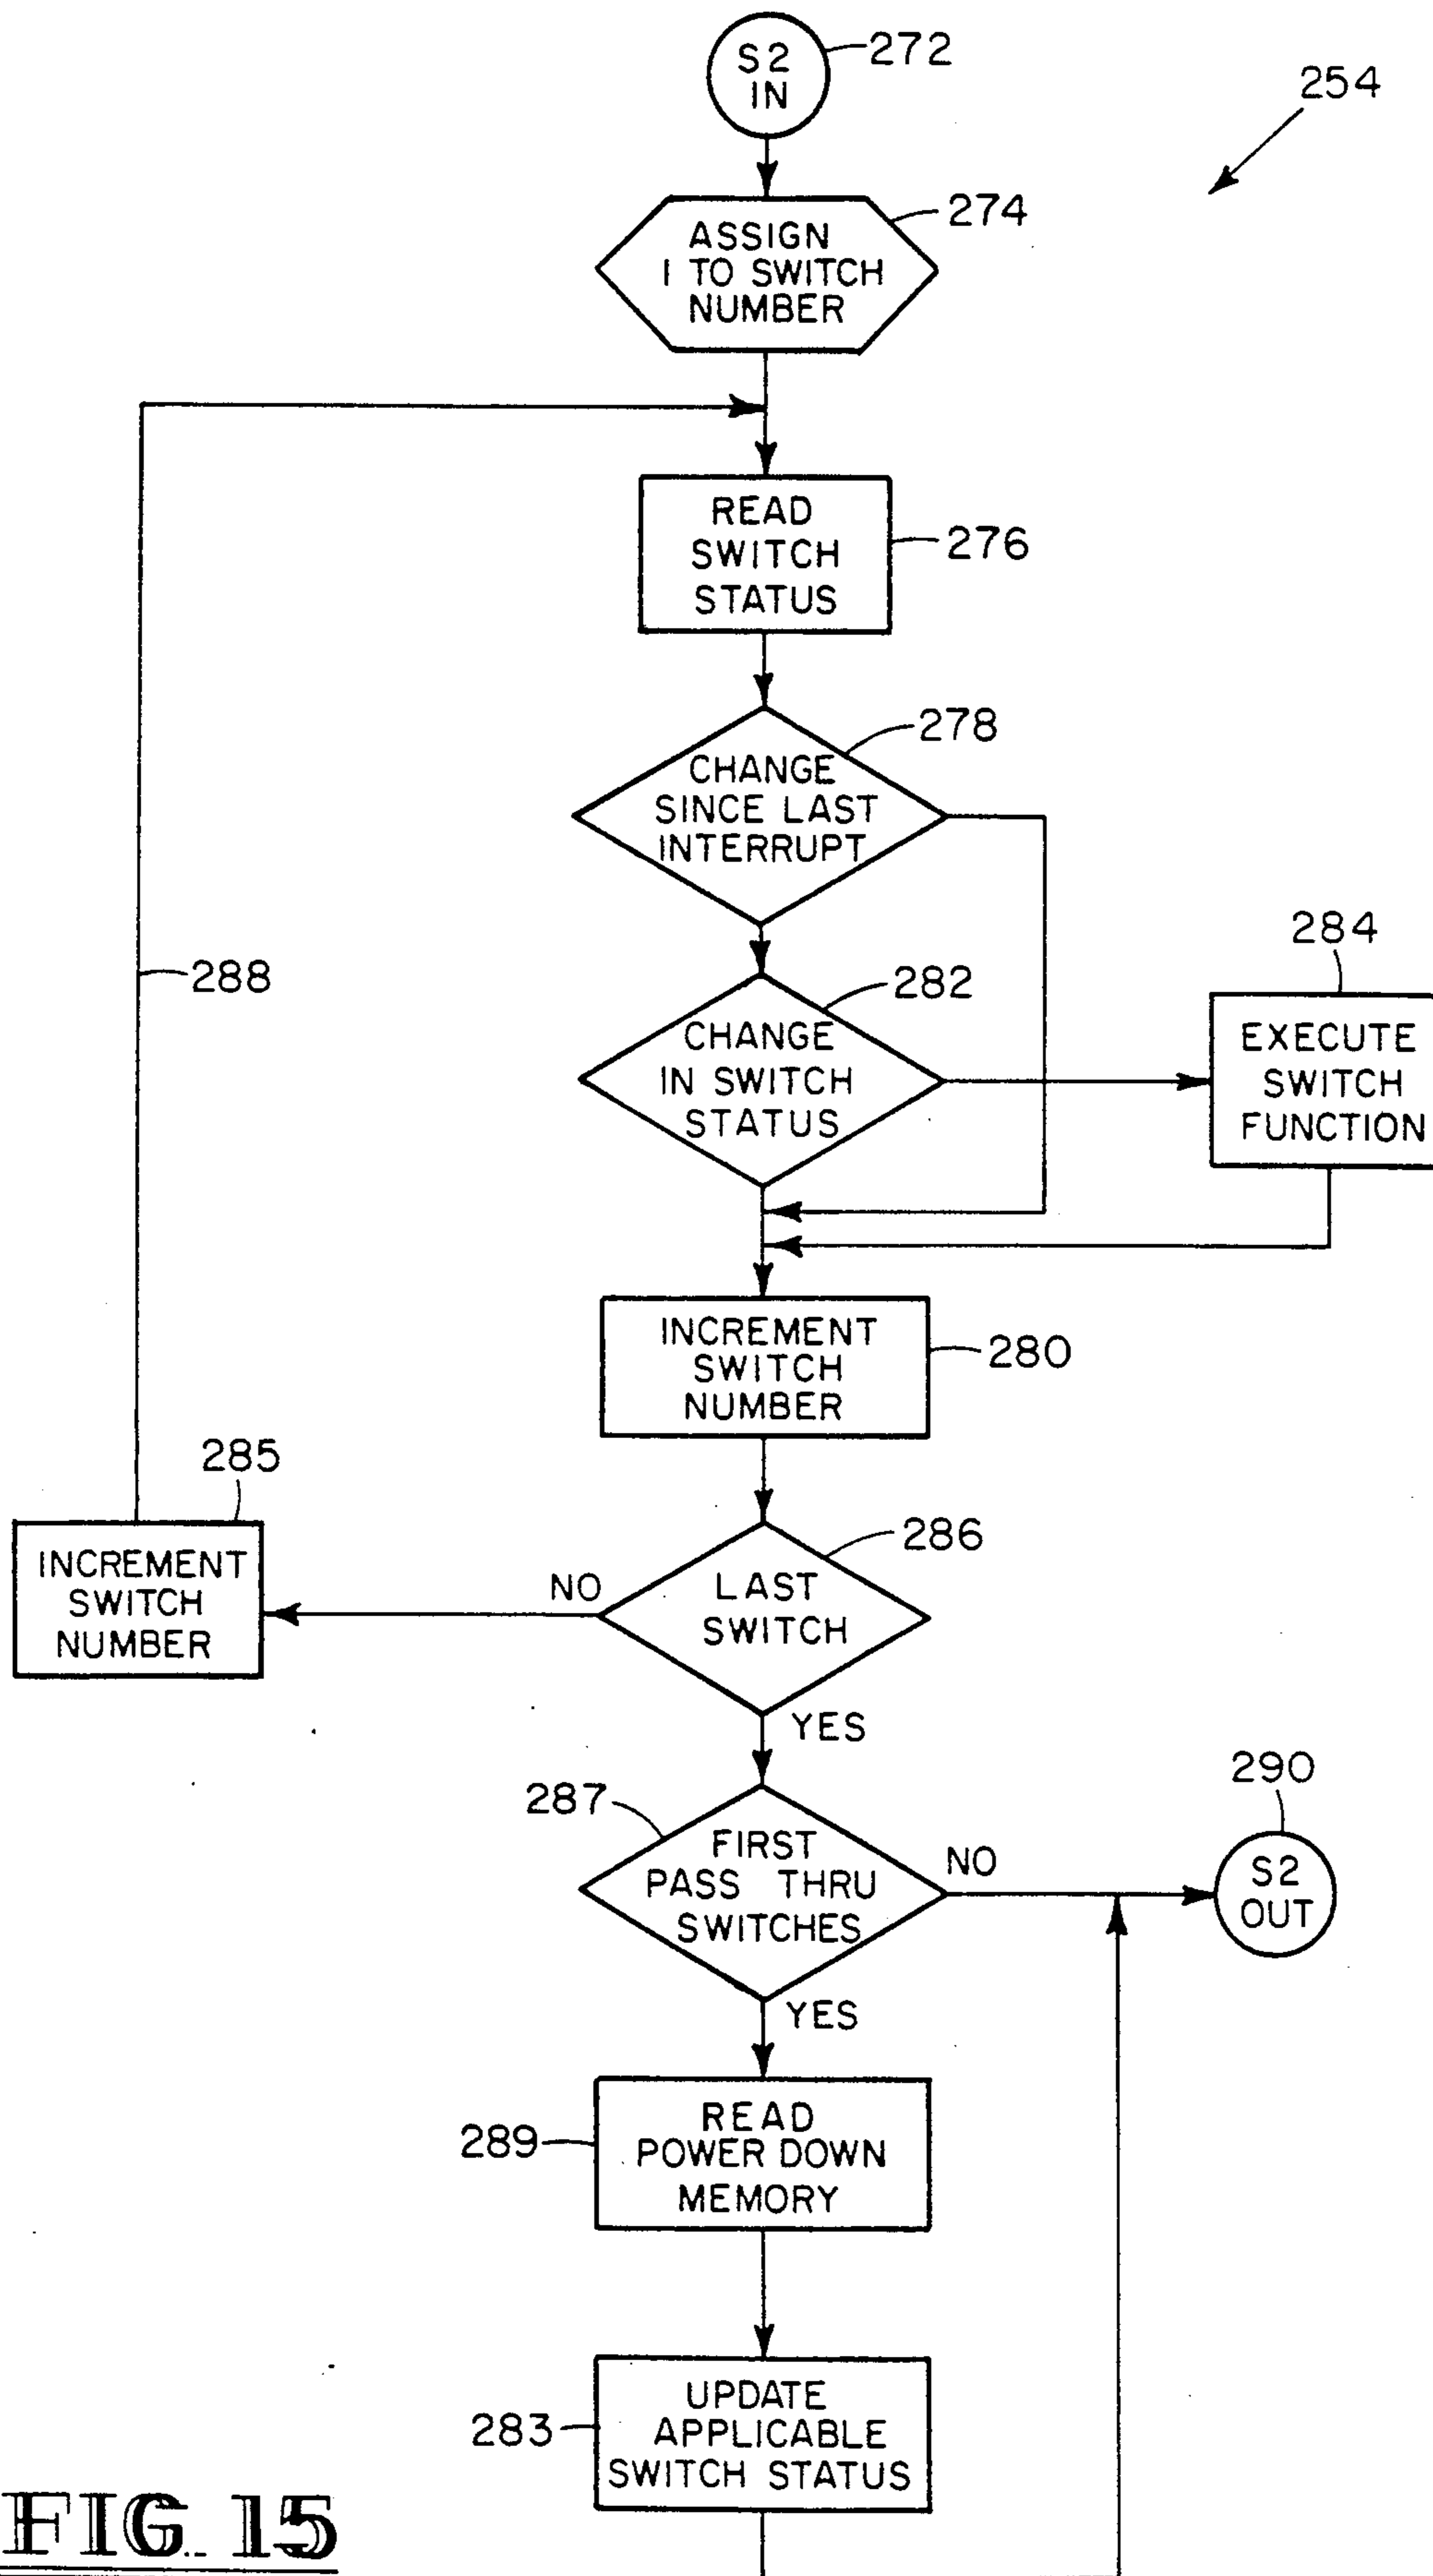 S2
IN
272
254
ASSIGN
1 TO SWITCH
NUMBER
274
READ
SWITCH
STATUS
276
278
CHANGE
SINCE LAST
INTERRUPT
288
282
CHANGE
IN SWITCH
STATUS
284
EXECUTE
SWITCH
FUNCTION
INCREMENT
SWITCH
NUMBER
280
285
INCREMENT
SWITCH
NUMBER
NO
286
LAST
SWITCH
YES
287
FIRST
PASS THRU
SWITCHES
NO
290
S2
OUT
YES
289
READ
POWER DOWN
MEMORY
283
UPDATE
APPLICABLE
SWITCH STATUS
FIG. 15